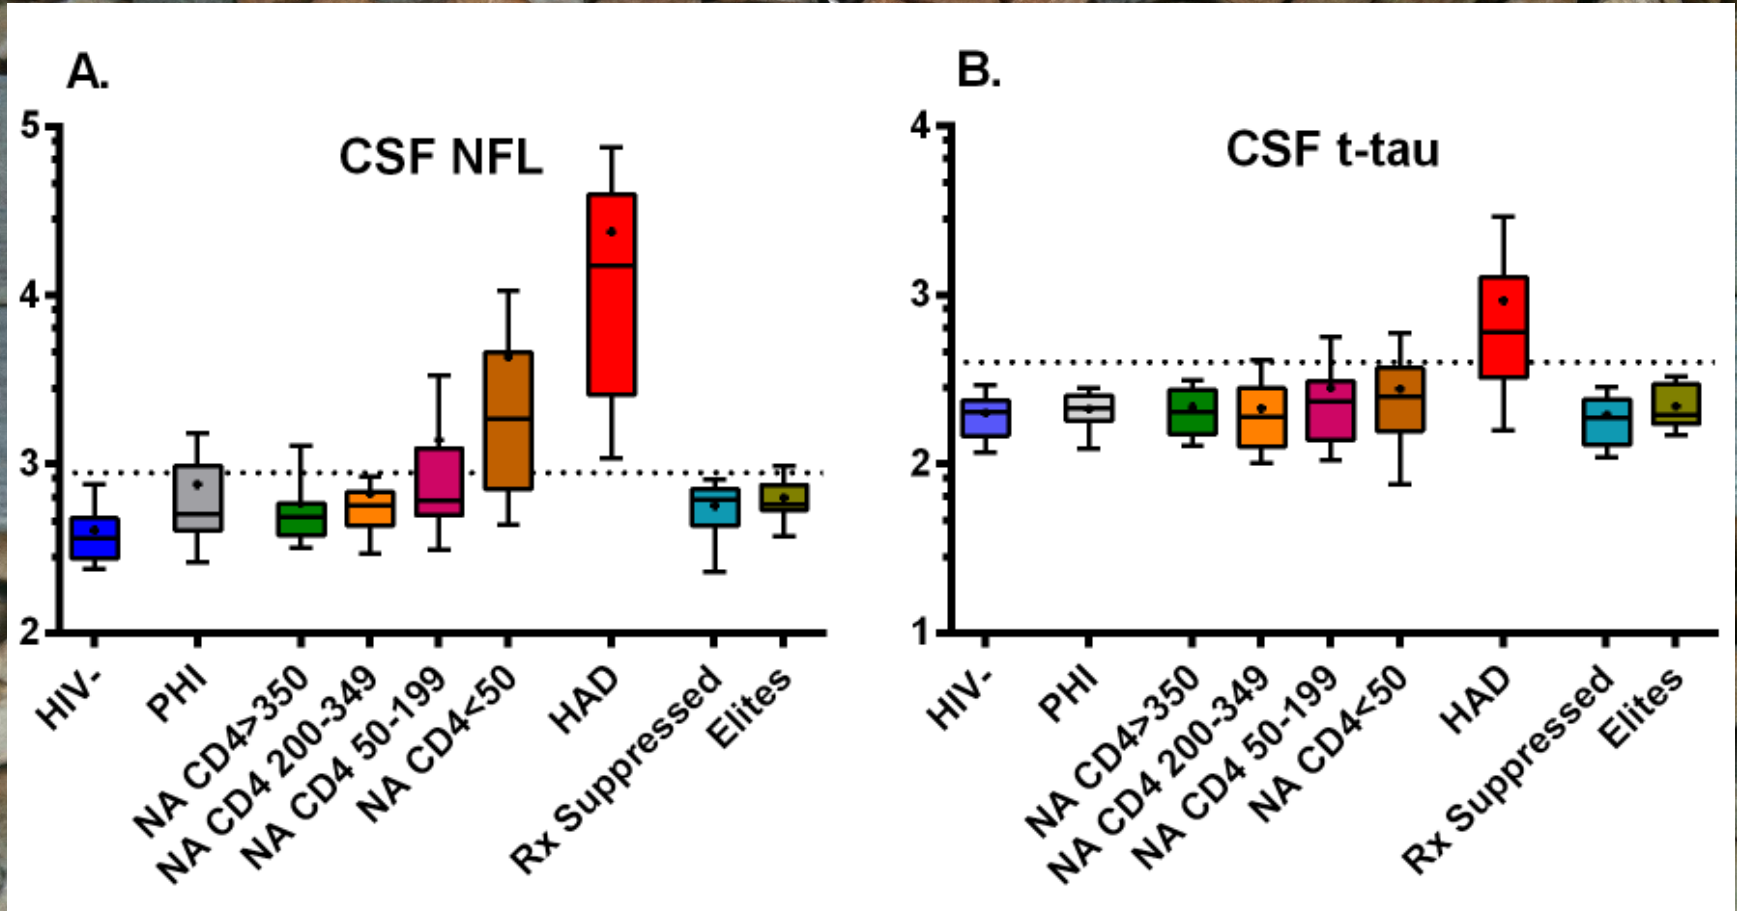 A.
CSF NFL
5
4
3
2
HIV-
PHI
NA CD4>350
NA CD4 200-349
NA CD4 50-199
NA CD4<50
HAD
Rx Suppressed
Elites
B.
CSF t-tau
4
3
2
1
HIV-
PHI
NA CD4>350
NA CD4 200-349
NA CD4 50-199
NA CD4<50
HAD
Rx Suppressed
Elites